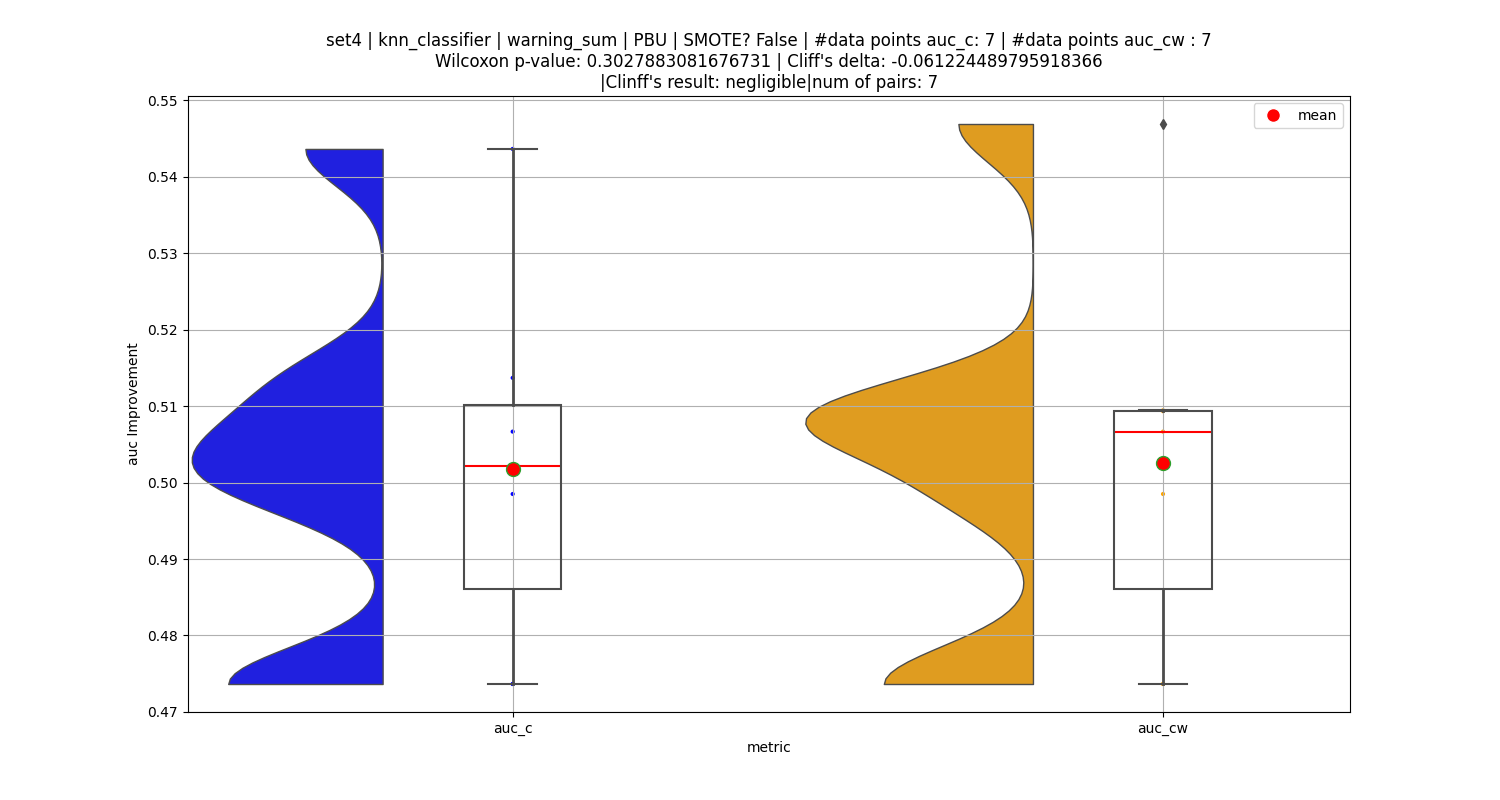 set4 | knn_classifier | warning_sum | PBU | SMOTE? False | #data points auc_c: 7 | #data points auc_cw : 7
Wilcoxon p-value: 0.3027883081676731 | Cliff's delta: -0.061224489795918366
|Clinff's result: negligible|num of pairs: 7
mean
0.55
0.54
0.53
0.52
0.51
0.50
0.49
0.48
0.47
auc Improvement
auc_c
auc_cw
metric